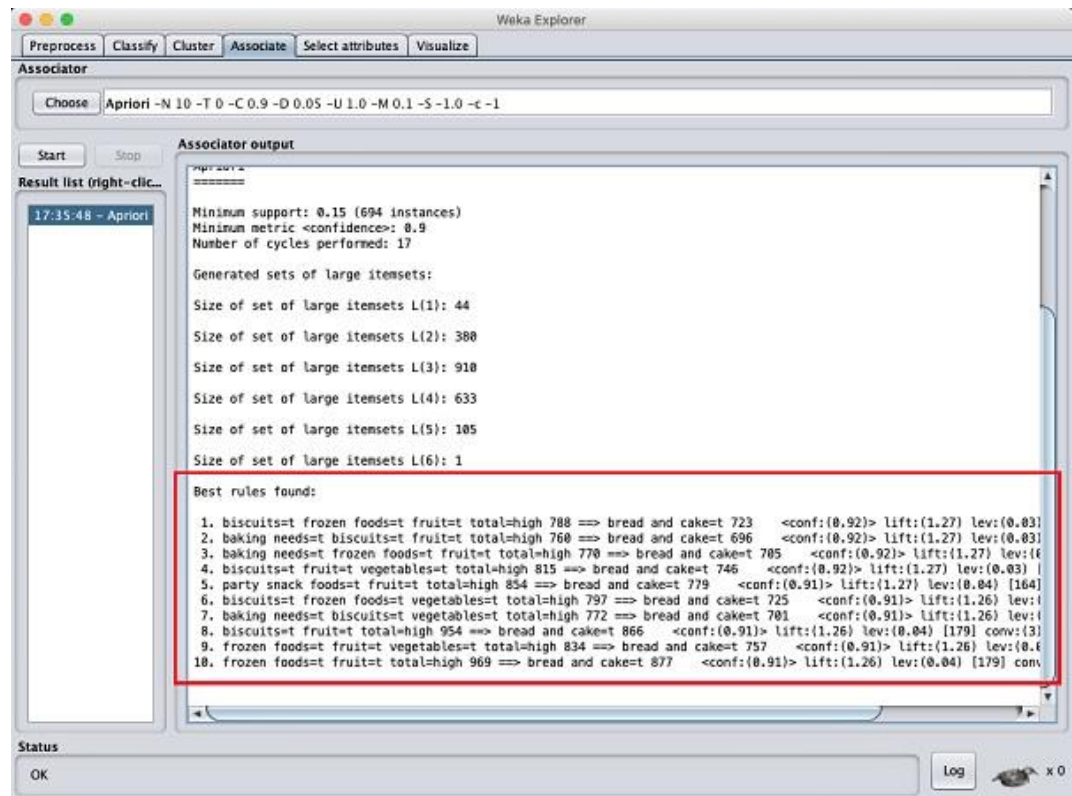 Weka Explorer
Preprocess Classify Cluster Associate Select attributes Visualize
Associator
Choose Apriori -N 10 -T 0 -C 0.9 -D 0.05 -U 1.0 -M 0.1 -S -1.0 -c -1
Start Stop
Associator output
Result list (right-clic...
17:35:48 - Apriori
=======
Minimum support: 0.15 (694 instances)
Minimum metric <confidence>: 0.9
Number of cycles performed: 17
Generated sets of large itemsets:
Size of set of large itemsets L(1): 44
Size of set of large itemsets L(2): 380
Size of set of large itemsets L(3): 910
Size of set of large itemsets L(4): 633
Size of set of large itemsets L(5): 105
Size of set of large itemsets L(6): 1
Best rules found:
1. biscuits=t frozen foods=t fruit=t total=high 788 ==> bread and cake=t 723 <conf:(0.92)> lift:(1.27) lev:(0.03)
2. baking needs=t biscuits=t fruit=t total=high 760 ==> bread and cake=t 696 <conf:(0.92)> lift:(1.27) lev:(0.03)
3. baking needs=t frozen foods=t fruit=t total=high 770 ==> bread and cake=t 705 <conf:(0.92)> lift:(1.27) lev:(
4. biscuits=t fruit=t vegetables=t total=high 815 ==> bread and cake=t 746 <conf:(0.92)> lift:(1.27) lev:(0.03) [
5. party snack foods=t fruit=t total=high 854 ==> bread and cake=t 779 <conf:(0.91)> lift:(1.27) lev:(0.04) [164]
6. biscuits=t frozen foods=t vegetables=t total=high 797 ==> bread and cake=t 725 <conf:(0.91)> lift:(1.26) lev:(
7. baking needs=t biscuits=t vegetables=t total=high 772 ==> bread and cake=t 701 <conf:(0.91)> lift:(1.26) lev:(
8. biscuits=t fruit=t total=high 954 ==> bread and cake=t 866 <conf:(0.91)> lift:(1.26) lev:(0.04) [179] conv:(3)
9. frozen foods=t fruit=t vegetables=t total=high 834 ==> bread and cake=t 757 <conf:(0.91)> lift:(1.26) lev:(0.
10. frozen foods=t fruit=t total=high 969 ==> bread and cake=t 877 <conf:(0.91)> lift:(1.26) lev:(0.04) [179] conv
Status
OK
Log
x 0